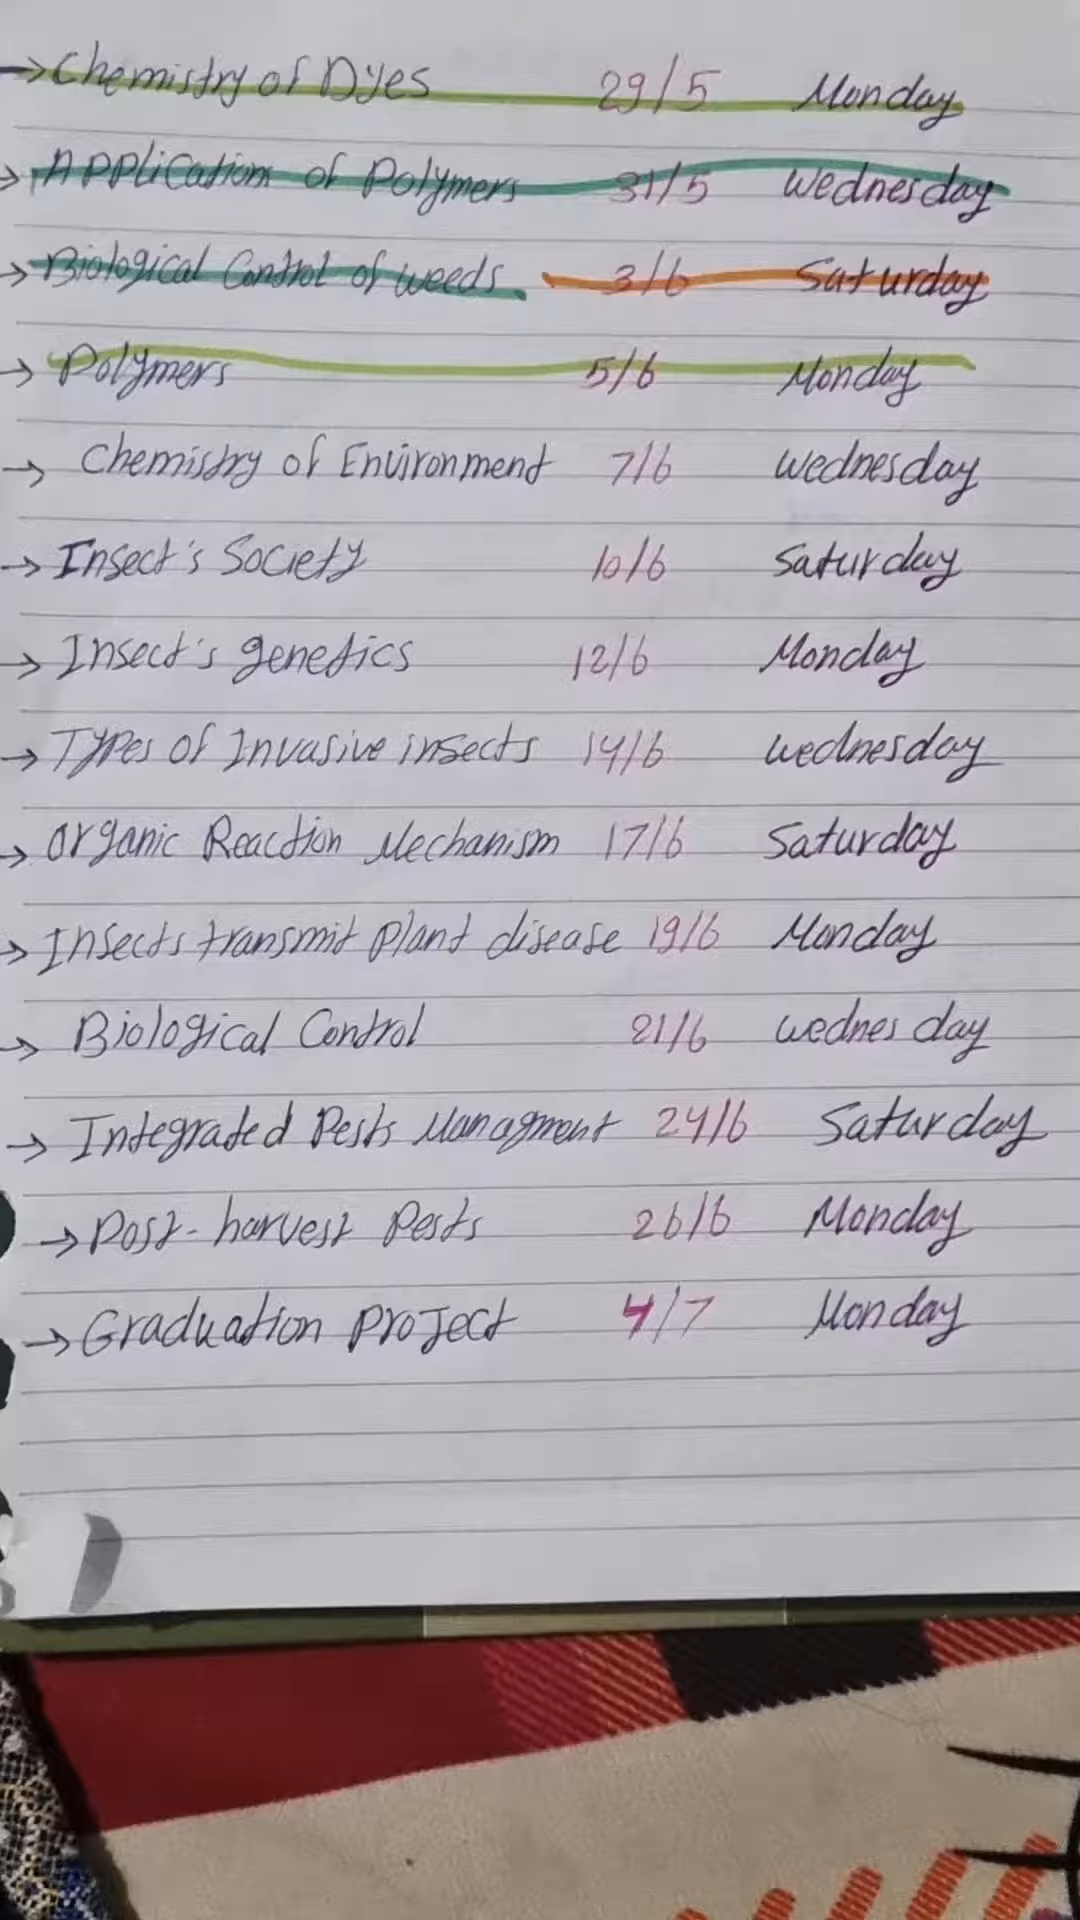 → Chemistry of Dyes 29/5 Monday
→ Applications of Polymers 31/5 Wednesday
→ Biological Control of weeds 3/6 Saturday
→ Polymers 5/6 Monday
→ Chemistry of Environment 7/6 Wednesday
→ Insect's Society 10/6 Saturday
→ Insect's genetics 12/6 Monday
→ Types of Invasive insects 14/6 Wednesday
→ Organic Reaction Mechanism 17/6 Saturday
→ Insects transmit plant disease 19/6 Monday
→ Biological Control 21/6 Wednesday
→ Integrated Pests Managment 24/6 Saturday
→ Post-harvest Pests 26/6 Monday
→ Graduation Project 4/7 Monday